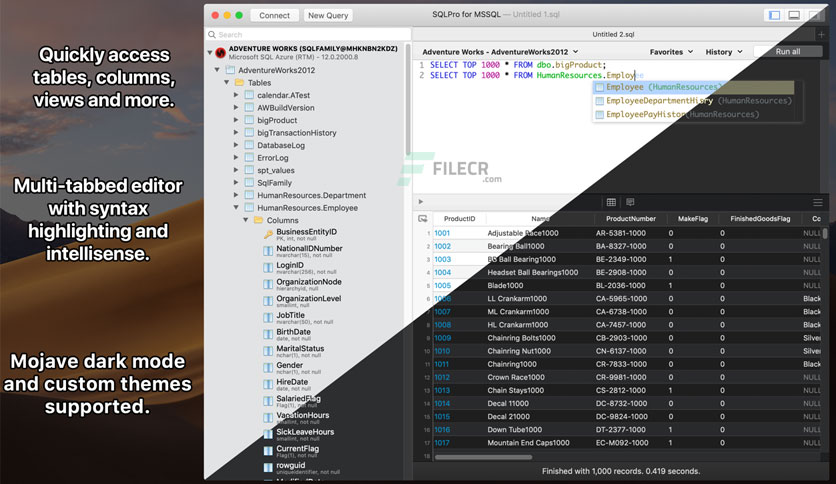 Quickly access
tables, columns,
views and more.
Multi-tabbed editor
with syntax
highlighting and
intellisense.
Mojave dark mode
and custom themes
supported.
Connect
New Query
SQLPro for MSSQL — Untitled 1.sql
Search
Untitled 2.sql
ADVENTURE WORKS (SQLFAMILY@MHKNBN2KDZ)
Microsoft SQL Azure (RTM) - 12.0.2000.8
AdventureWorks2012
Tables
calendar.ATest
AWBuildVersion
bigProduct
bigTransactionHistory
DatabaseLog
ErrorLog
spt_values
SqlFamily
HumanResources.Department
HumanResources.Employee
Columns
BusinessEntityID
PK, int, not null
NationalIDNumber
nvarchar(15), not null
LoginID
nvarchar(256), not null
OrganizationNode
hierarchyid, null
OrganizationLevel
smallint, null
JobTitle
nvarchar(50), not null
BirthDate
date, not null
MaritalStatus
nchar(1), not null
Gender
nchar(1), not null
HireDate
date, not null
SalariedFlag
Flag(1), not null
VacationHours
smallint, not null
SickLeaveHours
smallint, not null
CurrentFlag
Flag(1), not null
rowguid
uniqueidentifier, not null
ModifiedDate
Adventure Works - AdventureWorks2012
Favorites
History
Run all
1 SELECT TOP 1000 * FROM dbo.bigProduct;
2 SELECT TOP 1000 * FROM HumanResources.Employee
Employee (HumanResources)
EmployeeDepartmentHistory (HumanResources)
EmployeePayHistory (HumanResources)
FILECR
.com
ProductID Name ProductNumber MakeFlag FinishedGoodsFlag Co
1 1001 Adjustable Race1000 AR-5381-1000 0 0 NULL
2 1002 Bearing Ball1000 BA-8327-1000 0 0 NULL
3 1003 BB Ball Bearing1000 BE-2349-1000 1 0 NULL
4 1004 Headset Ball Bearings1000 BE-2908-1000 0 0 NULL
5 1005 Blade1000 BL-2036-1000 1 0 NULL
6 1006 LL Crankarm1000 CA-5965-1000 0 0 Black
7 1007 ML Crankarm1000 CA-6738-1000 0 0 Black
8 1008 HL Crankarm1000 CA-7457-1000 0 0 Black
9 1009 Chainring Bolts1000 CB-2903-1000 0 0 Silver
10 1010 Chainring Nut1000 CN-6137-1000 0 0 Silver
11 1011 Chainring1000 CR-7833-1000 0 0 Black
12 1012 Crown Race1000 CR-9981-1000 0 0 NULL
13 1013 Chain Stays1000 CS-2812-1000 1 0 NULL
14 1014 Decal 11000 DC-8732-1000 0 0 NULL
15 1015 Decal 21000 DC-9824-1000 0 0 NULL
16 1016 Down Tube1000 DT-2377-1000 1 0 NULL
17 1017 Mountain End Caps1000 EC-M092-1000 1 0 NULL
18
Finished with 1,000 records. 0.419 seconds.